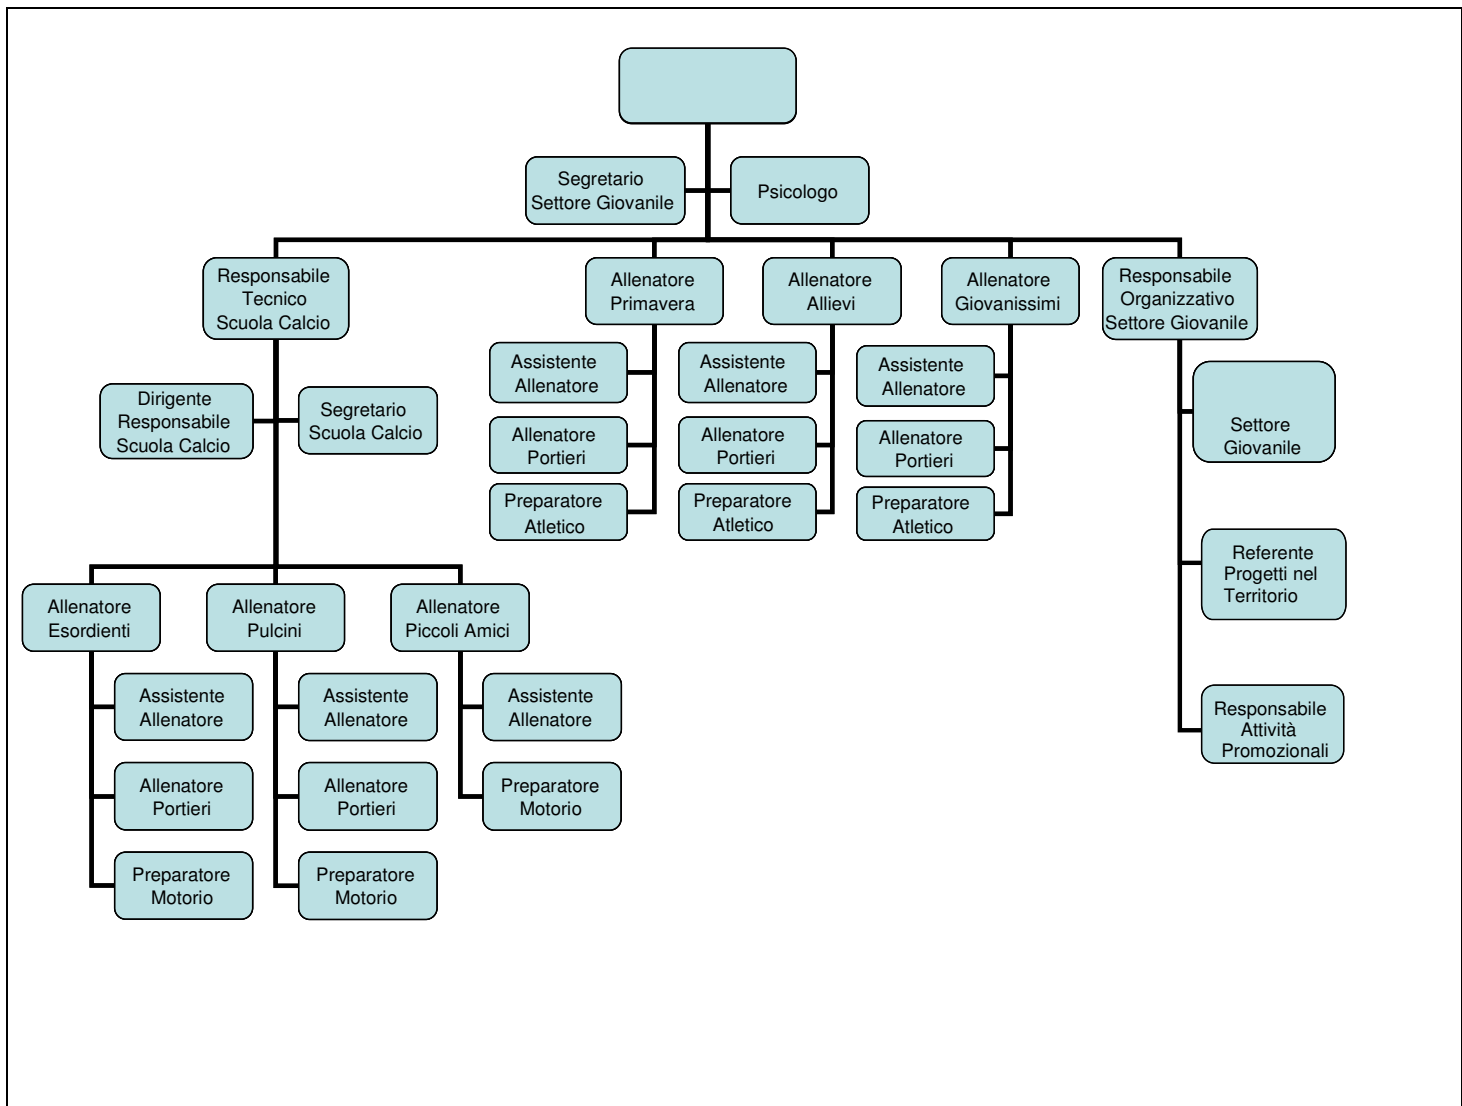 Segretario
Settore Giovanile
Psicologo
Responsabile
Tecnico
Scuola Calcio
Allenatore
Primavera
Allenatore
Allievi
Allenatore
Giovanissimi
Responsabile
Organizzativo
Settore Giovanile
Dirigente
Responsabile
Scuola Calcio
Segretario
Scuola Calcio
Assistente
Allenatore
Allenatore
Portieri
Preparatore
Atletico
Assistente
Allenatore
Allenatore
Portieri
Preparatore
Atletico
Assistente
Allenatore
Allenatore
Portieri
Preparatore
Atletico
Settore
Giovanile
Referente
Progetti nel
Territorio
Responsabile
Attività
Promozionali
Allenatore
Esordienti
Assistente
Allenatore
Allenatore
Portieri
Preparatore
Motorio
Allenatore
Pulcini
Assistente
Allenatore
Allenatore
Portieri
Preparatore
Motorio
Allenatore
Piccoli Amici
Assistente
Allenatore
Preparatore
Motorio